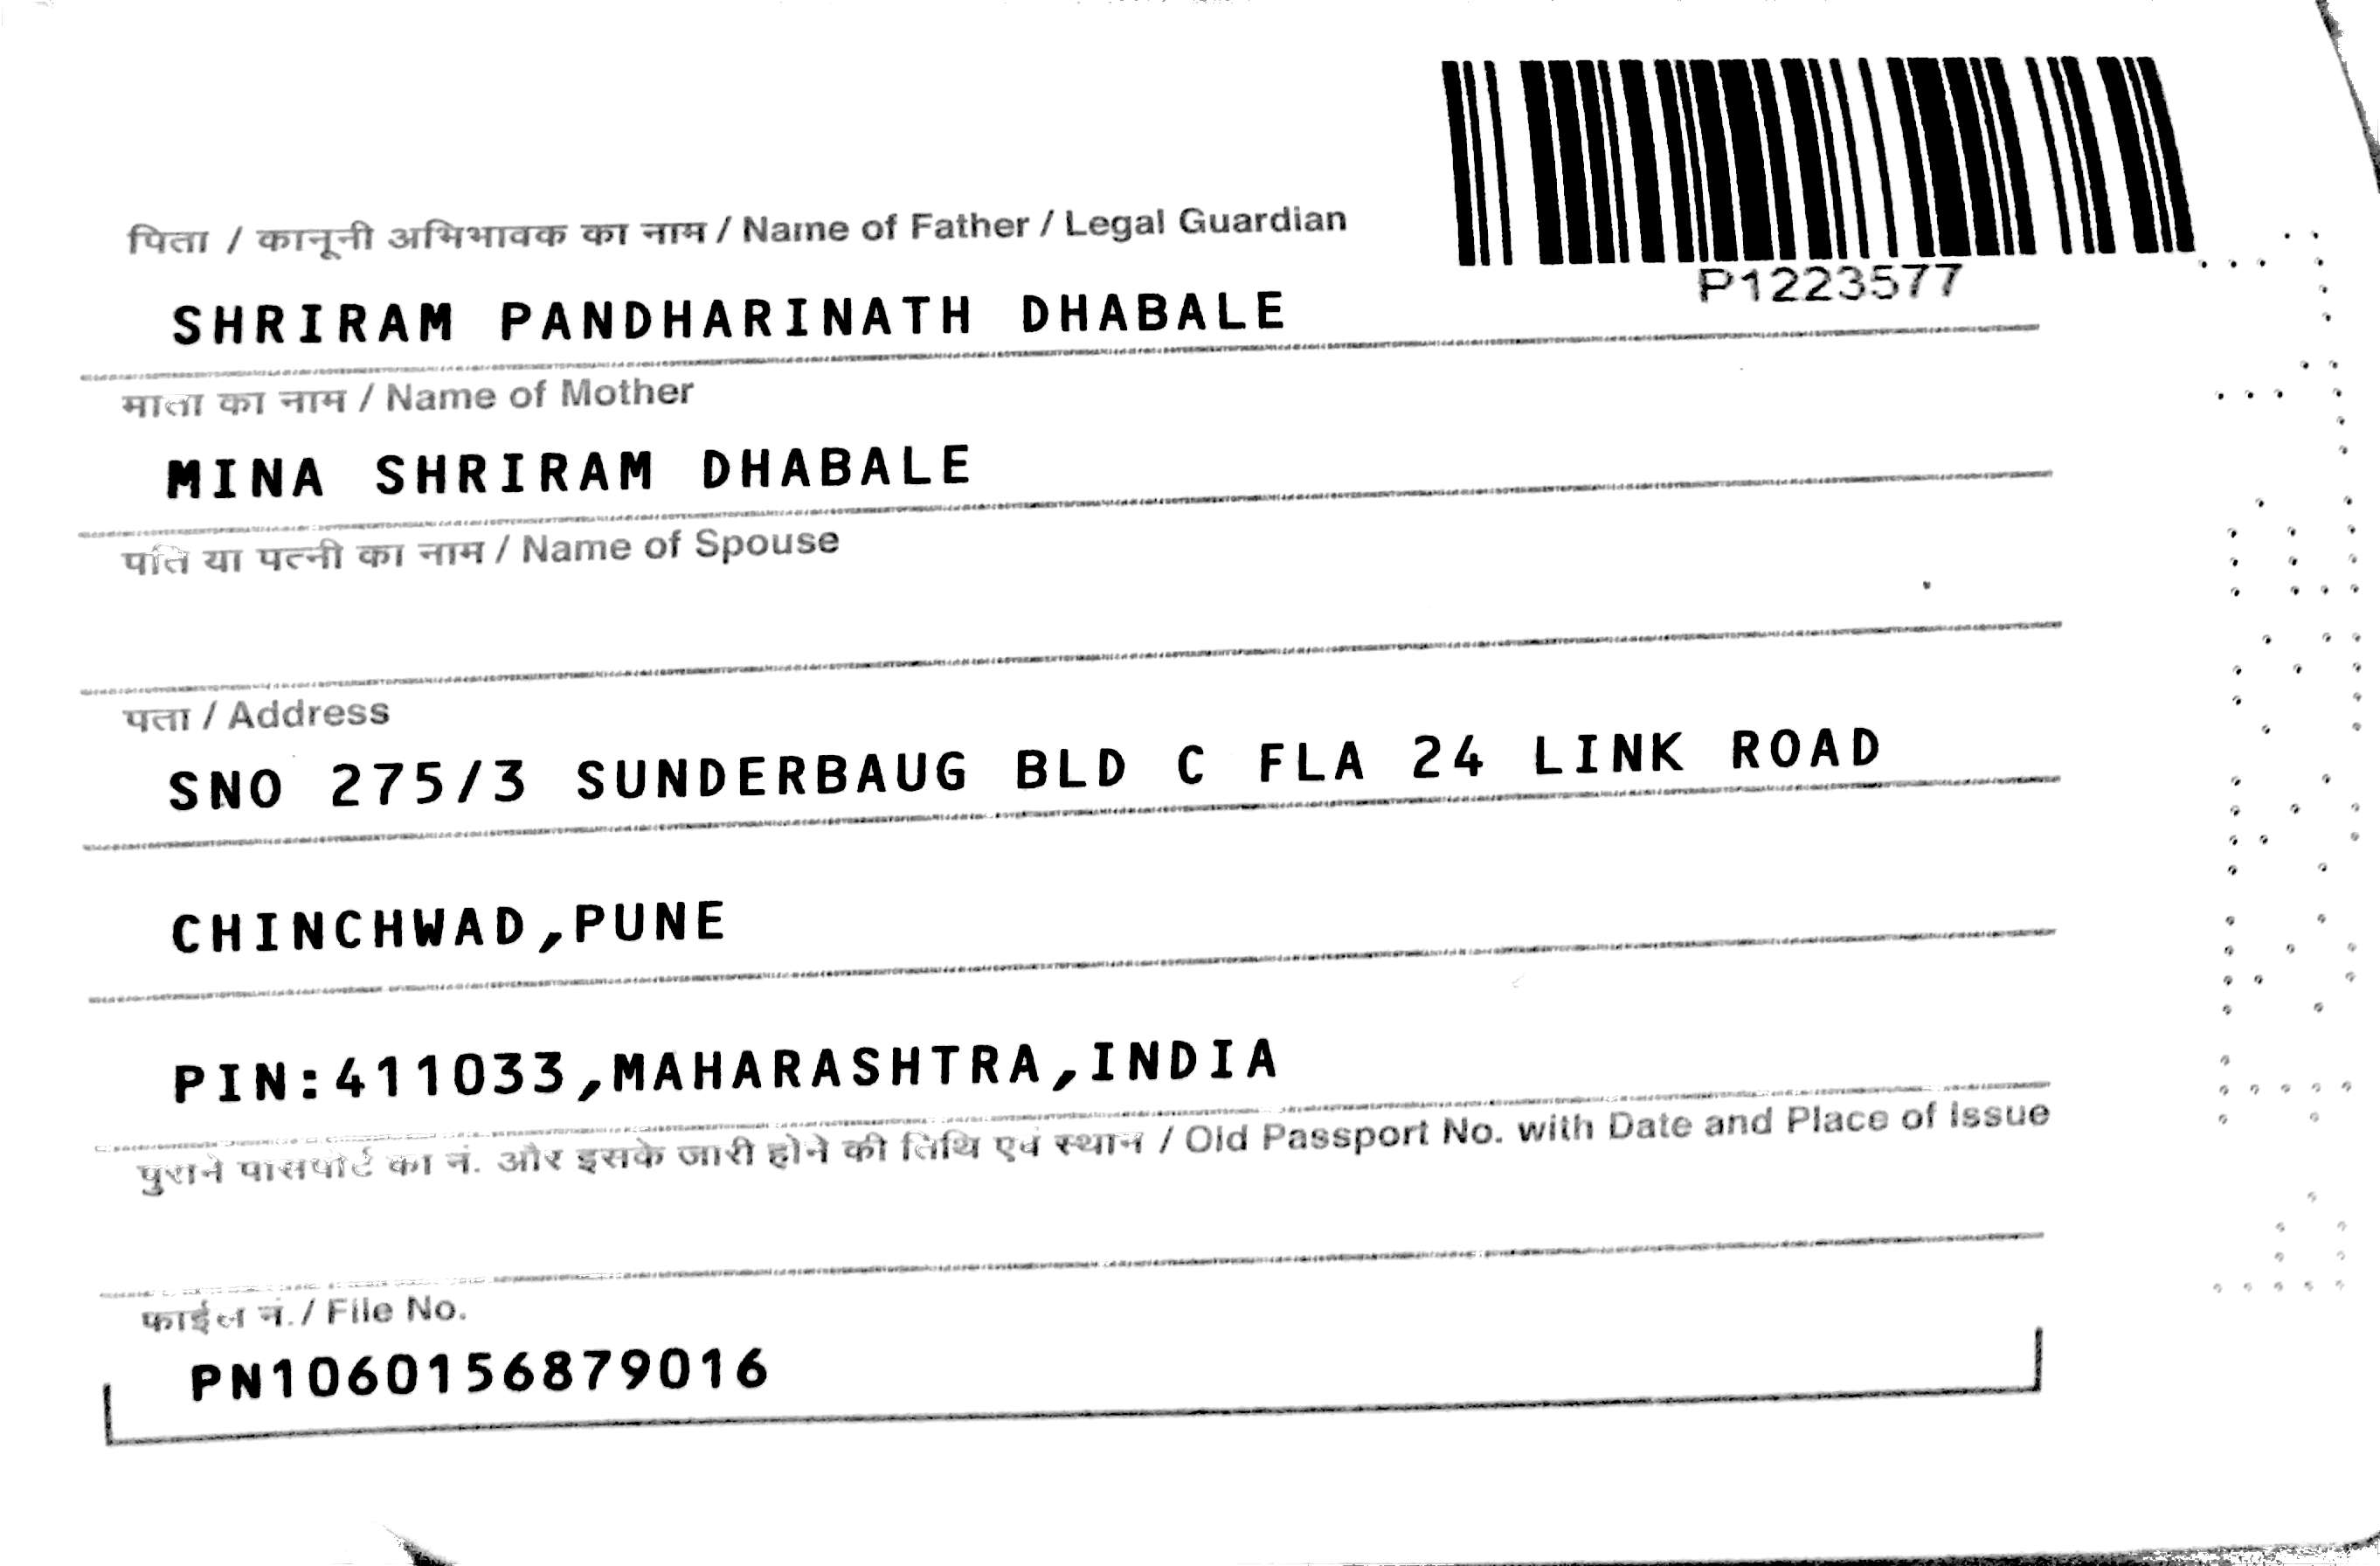 P1223577
पिता / कानूनी अभिभावक का नाम / Name of Father / Legal Guardian
SHRIRAM PANDHARINATH DHABALE
माता का नाम / Name of Mother
MINA SHRIRAM DHABALE
पति या पत्नी का नाम / Name of Spouse
पता / Address
SNO 275/3 SUNDERBAUG BLD C FLA 24 LINK ROAD
CHINCHWAD,PUNE
PIN:411033,MAHARASHTRA,INDIA
पुराने पासपोर्ट का नं. और इसके जारी होने की तिथि एवं स्थान / Old Passport No. with Date and Place of Issue
फाईल नं. / File No.
PN1060156879016